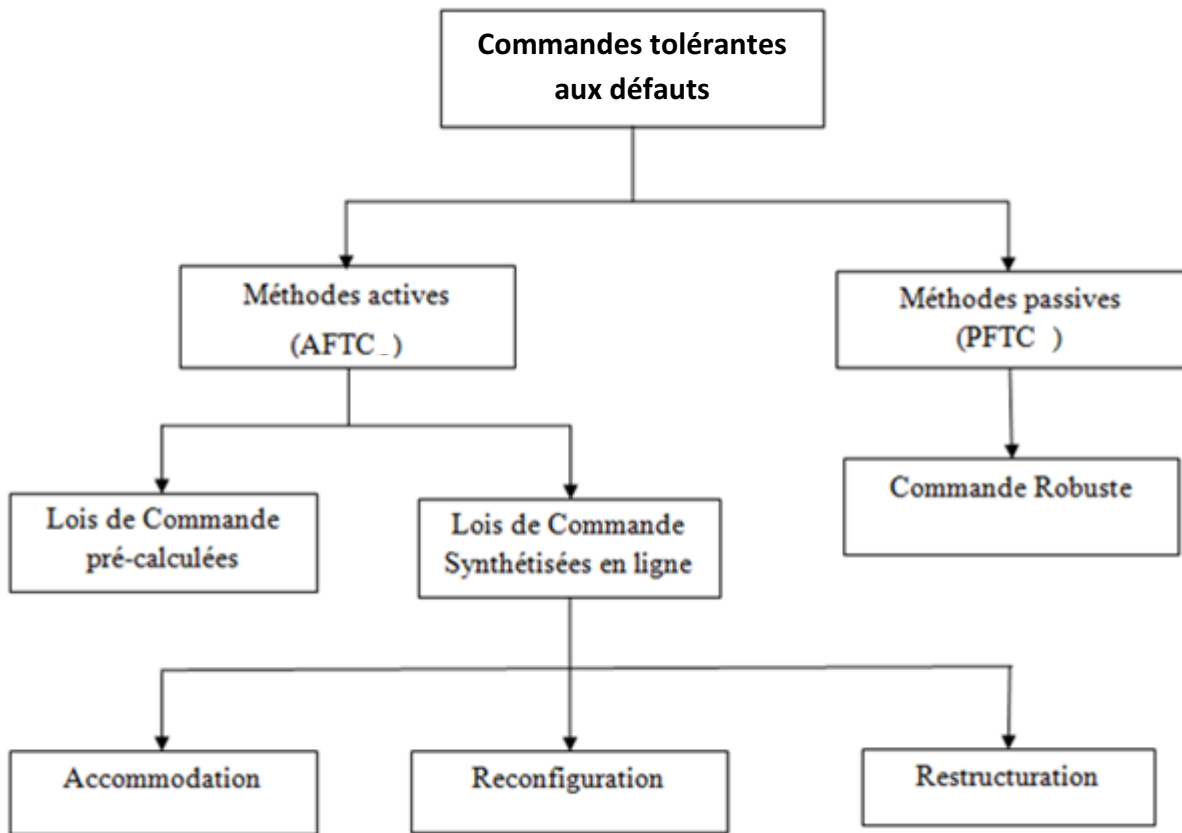 Commandes tolérantes
aux défauts
Méthodes actives
(AFTC )
Méthodes passives
(PFTC )
Lois de Commande
pré-calculées
Lois de Commande
Synthétisées en ligne
Commande Robuste
Accommodation
Reconfiguration
Restructuration